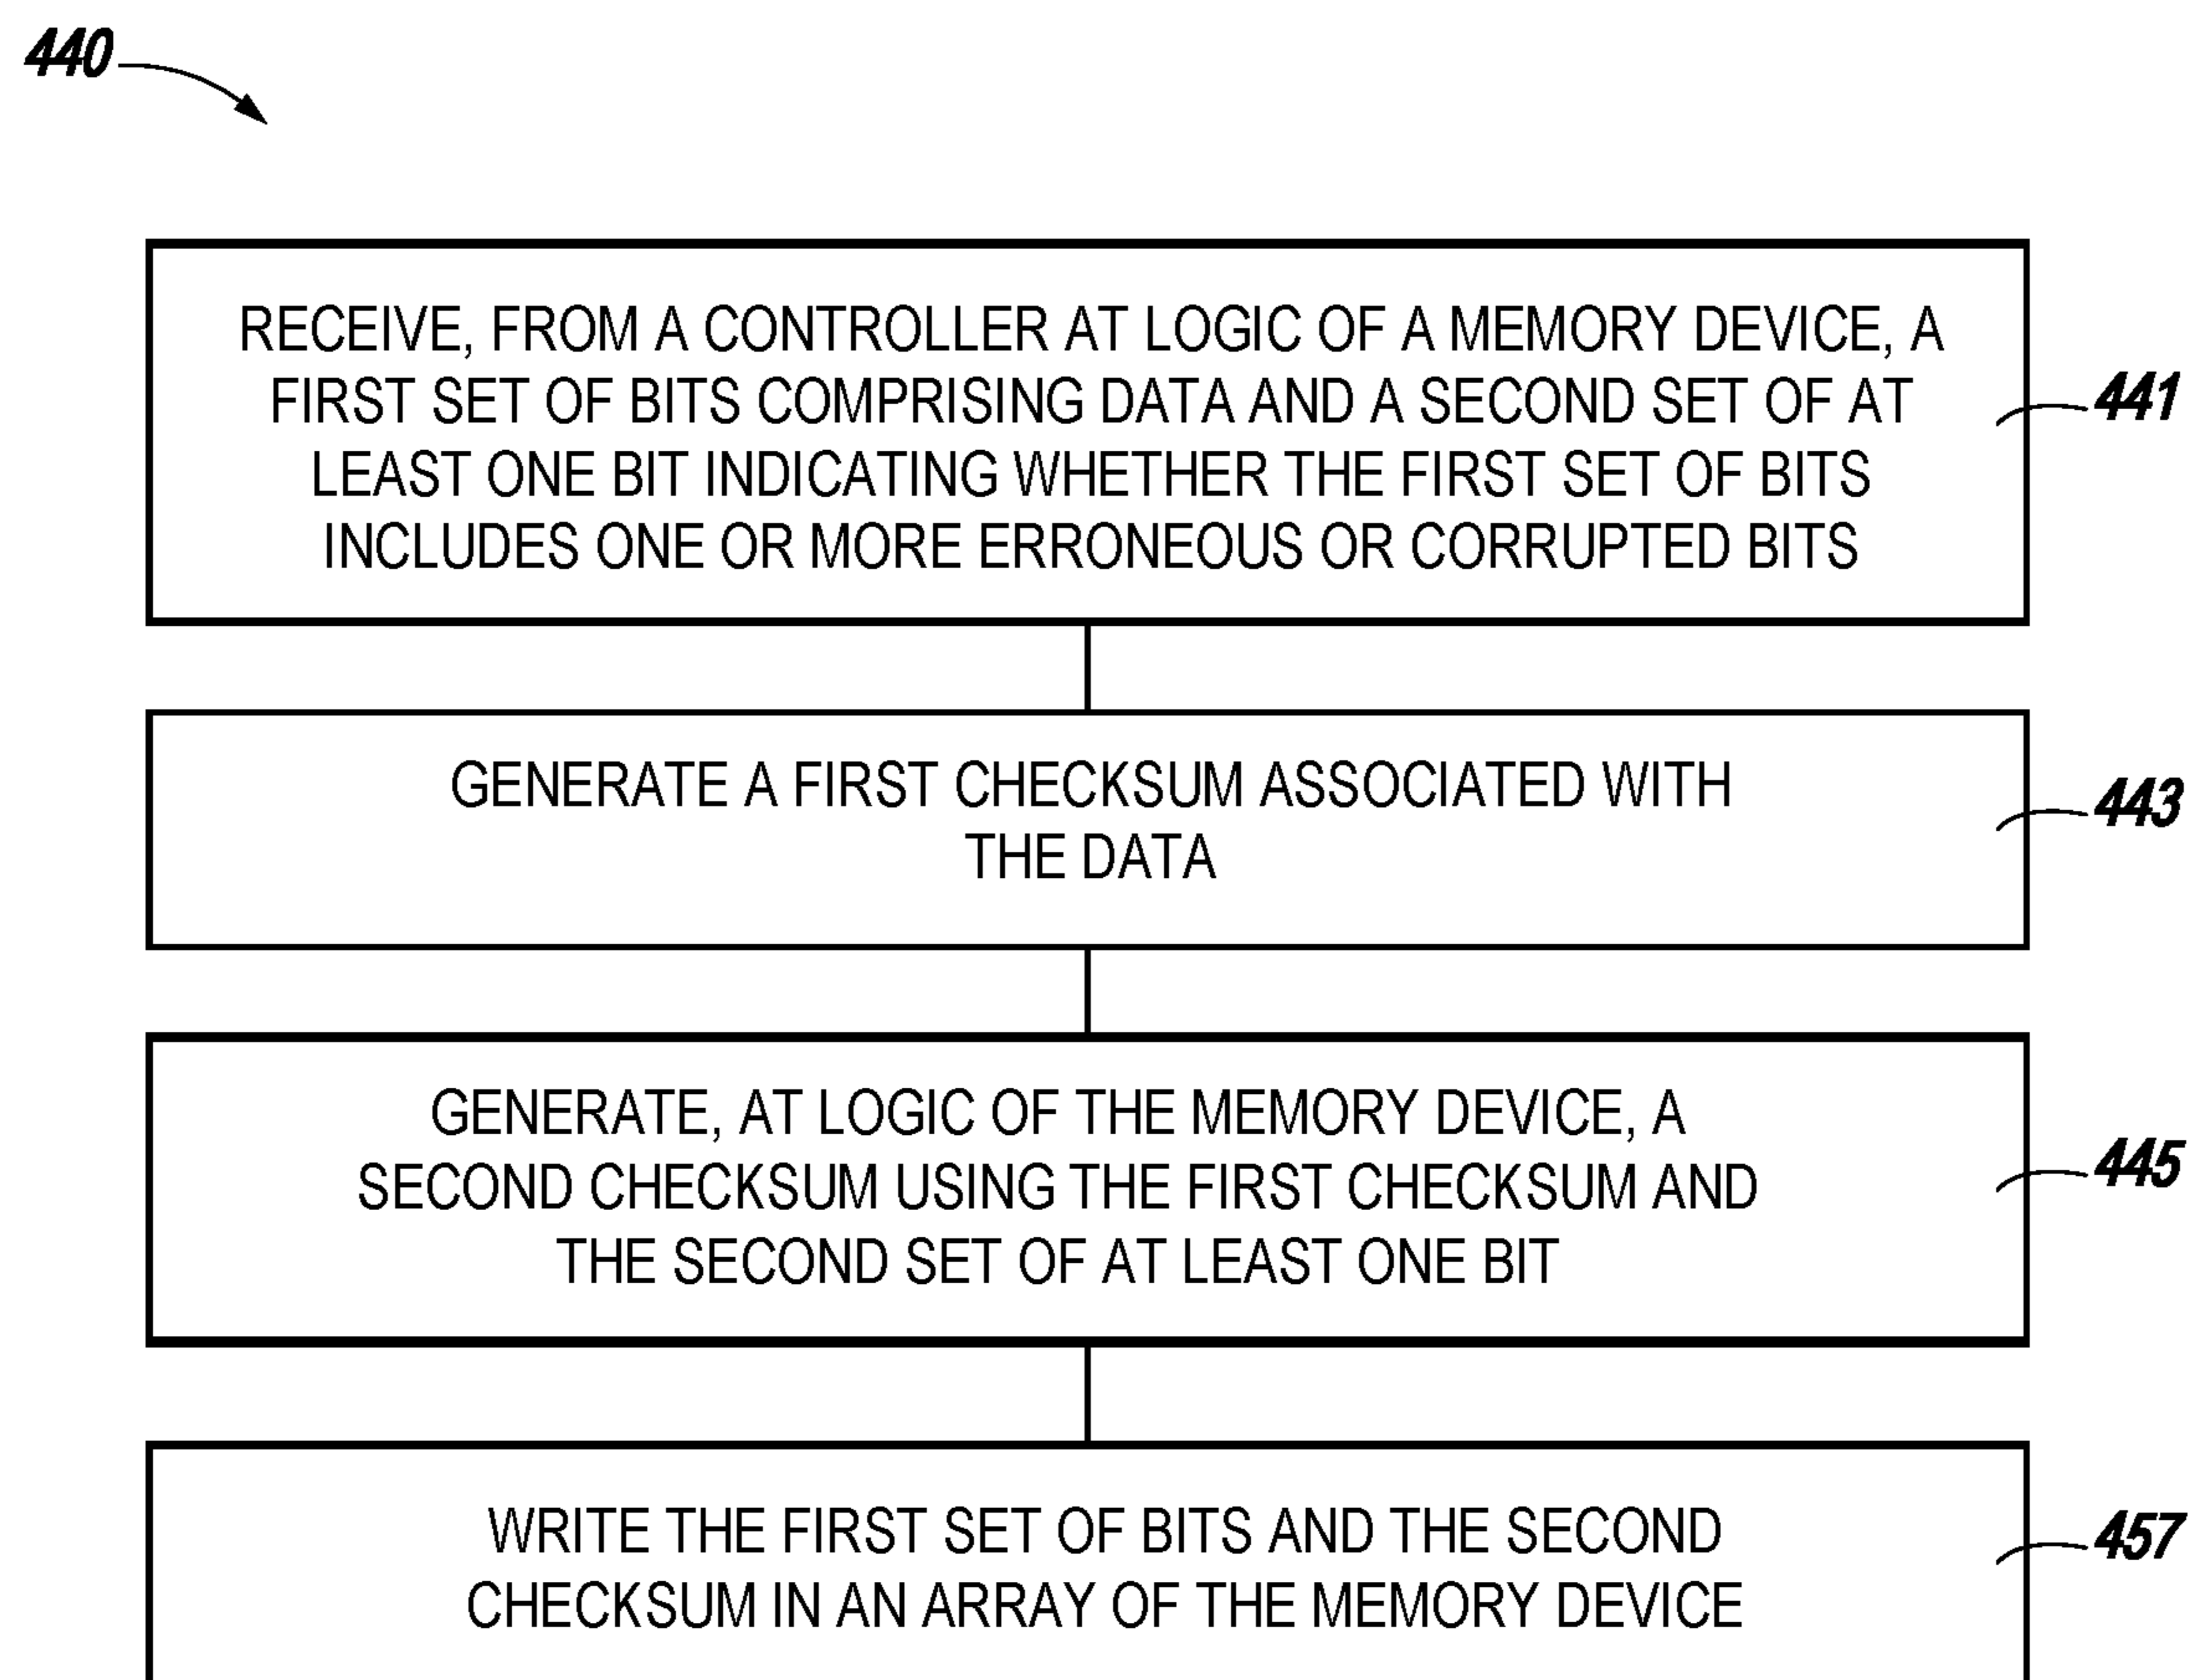 440
RECEIVE, FROM A CONTROLLER AT LOGIC OF A MEMORY DEVICE, A
FIRST SET OF BITS COMPRISING DATA AND A SECOND SET OF AT
LEAST ONE BIT INDICATING WHETHER THE FIRST SET OF BITS
INCLUDES ONE OR MORE ERRONEOUS OR CORRUPTED BITS
441
GENERATE A FIRST CHECKSUM ASSOCIATED WITH
THE DATA
443
GENERATE, AT LOGIC OF THE MEMORY DEVICE, A
SECOND CHECKSUM USING THE FIRST CHECKSUM AND
THE SECOND SET OF AT LEAST ONE BIT
445
WRITE THE FIRST SET OF BITS AND THE SECOND
CHECKSUM IN AN ARRAY OF THE MEMORY DEVICE
457